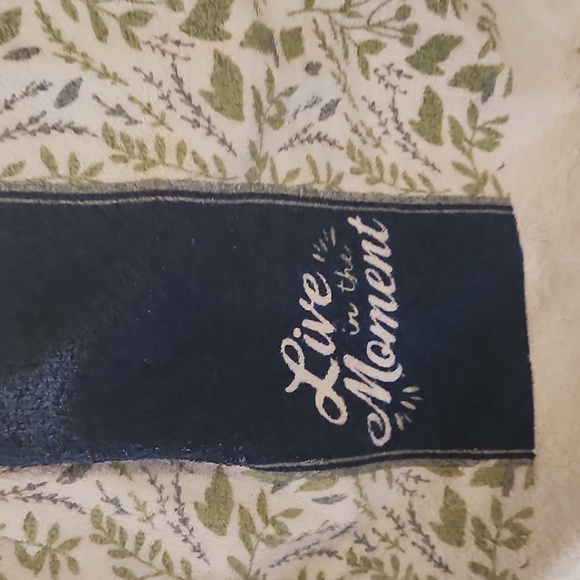 Live
in the
Moment